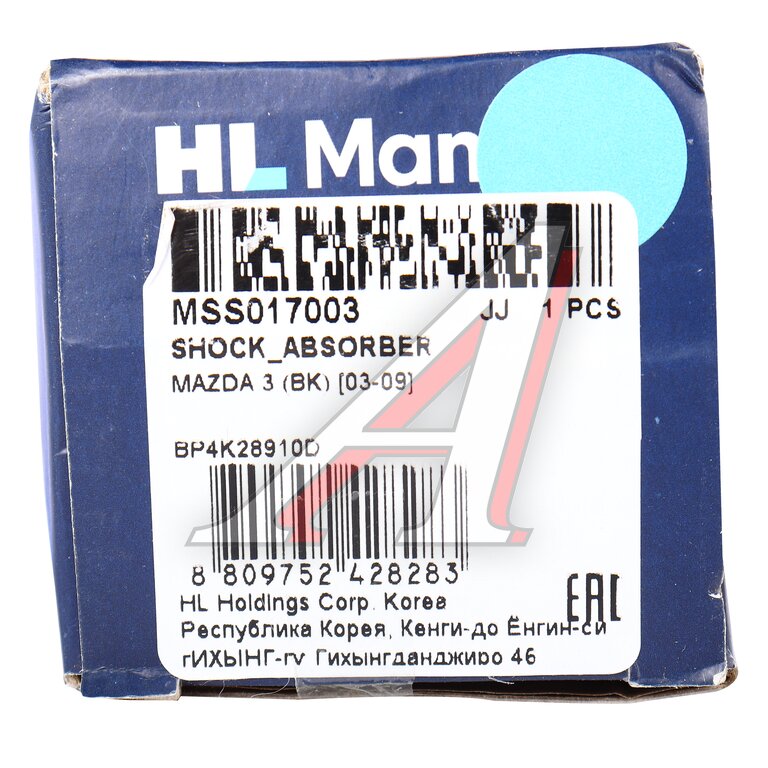 HL Man
MSS017003 JJ 1 PCS
SHOCK_ABSORBER
MAZDA 3 (BK) [03-09]
BP4K28910D
8 809752 428283
HL Holdings Corp. Korea
EAC
Республика Корея, Кенги-до Ёнгин-си
гИХЫНГ-гу Гихынгданджиро 46